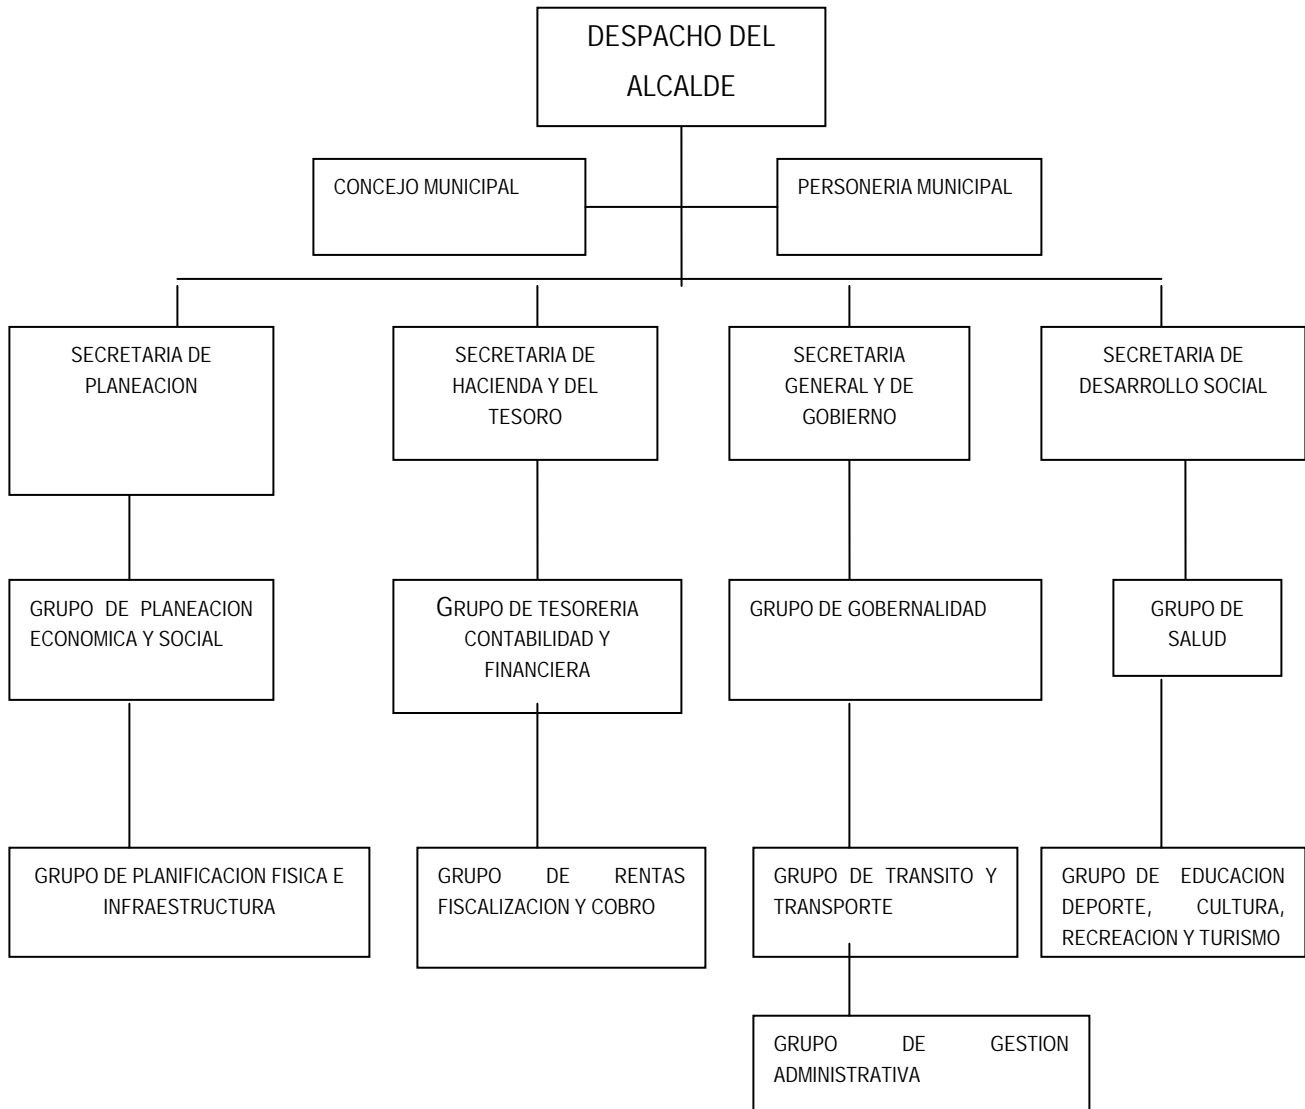 DESPACHO DEL
ALCALDE
CONCEJO MUNICIPAL
PERSONERIA MUNICIPAL
SECRETARIA DE
PLANEACION
SECRETARIA DE
HACIENDA Y DEL
TESORO
SECRETARIA
GENERAL Y DE
GOBIERNO
SECRETARIA DE
DESARROLLO SOCIAL
GRUPO DE PLANEACION
ECONOMICA Y SOCIAL
GRUPO DE TESORERIA
CONTABILIDAD Y
FINANCIERA
GRUPO DE GOBERNALIDAD
GRUPO DE
SALUD
GRUPO DE PLANIFICACION FISICA E
INFRAESTRUCTURA
GRUPO DE RENTAS
FISCALIZACION Y COBRO
GRUPO DE TRANSITO Y
TRANSPORTE
GRUPO DE EDUCACION
DEPORTE, CULTURA,
RECREACION Y TURISMO
GRUPO DE GESTION
ADMINISTRATIVA